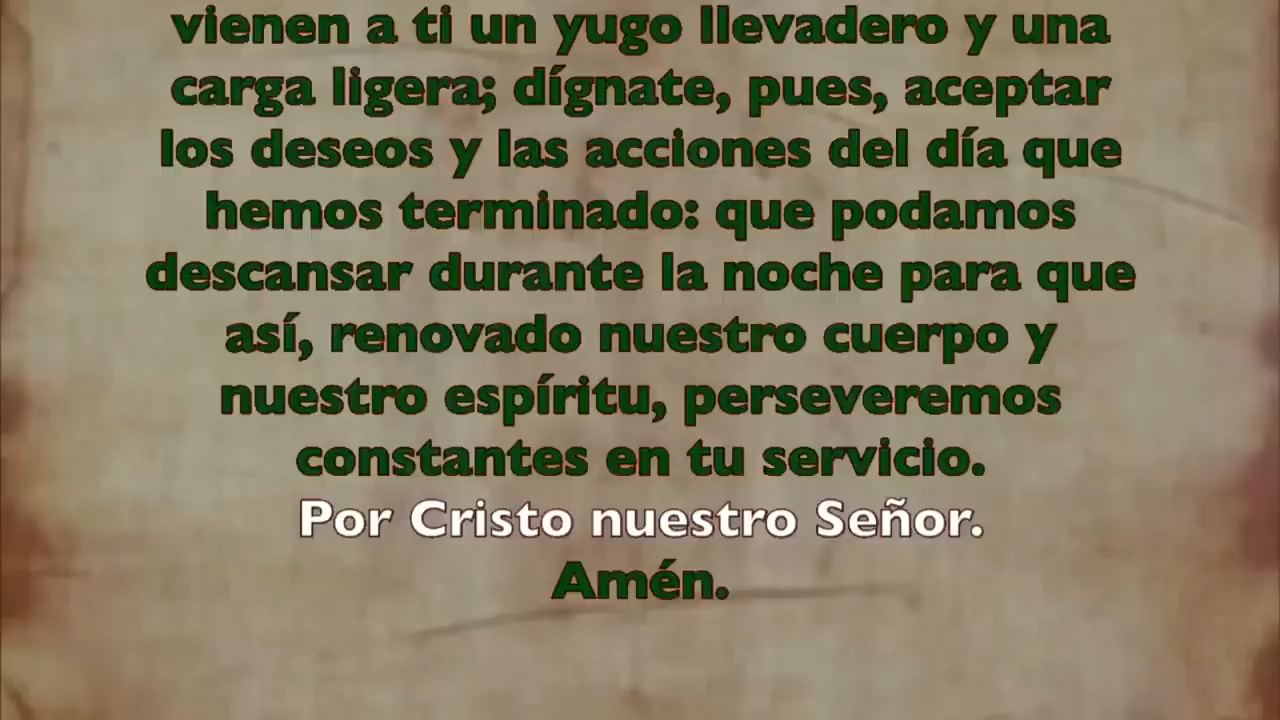 vienen a ti un yugo llevadero y una
carga ligera; dígnate, pues, aceptar
los deseos y las acciones del día que
hemos terminado: que podamos
descansar durante la noche para que
así, renovado nuestro cuerpo y
nuestro espíritu, perseveremos
constantes en tu servicio.
Por Cristo nuestro Señor.
Amén.